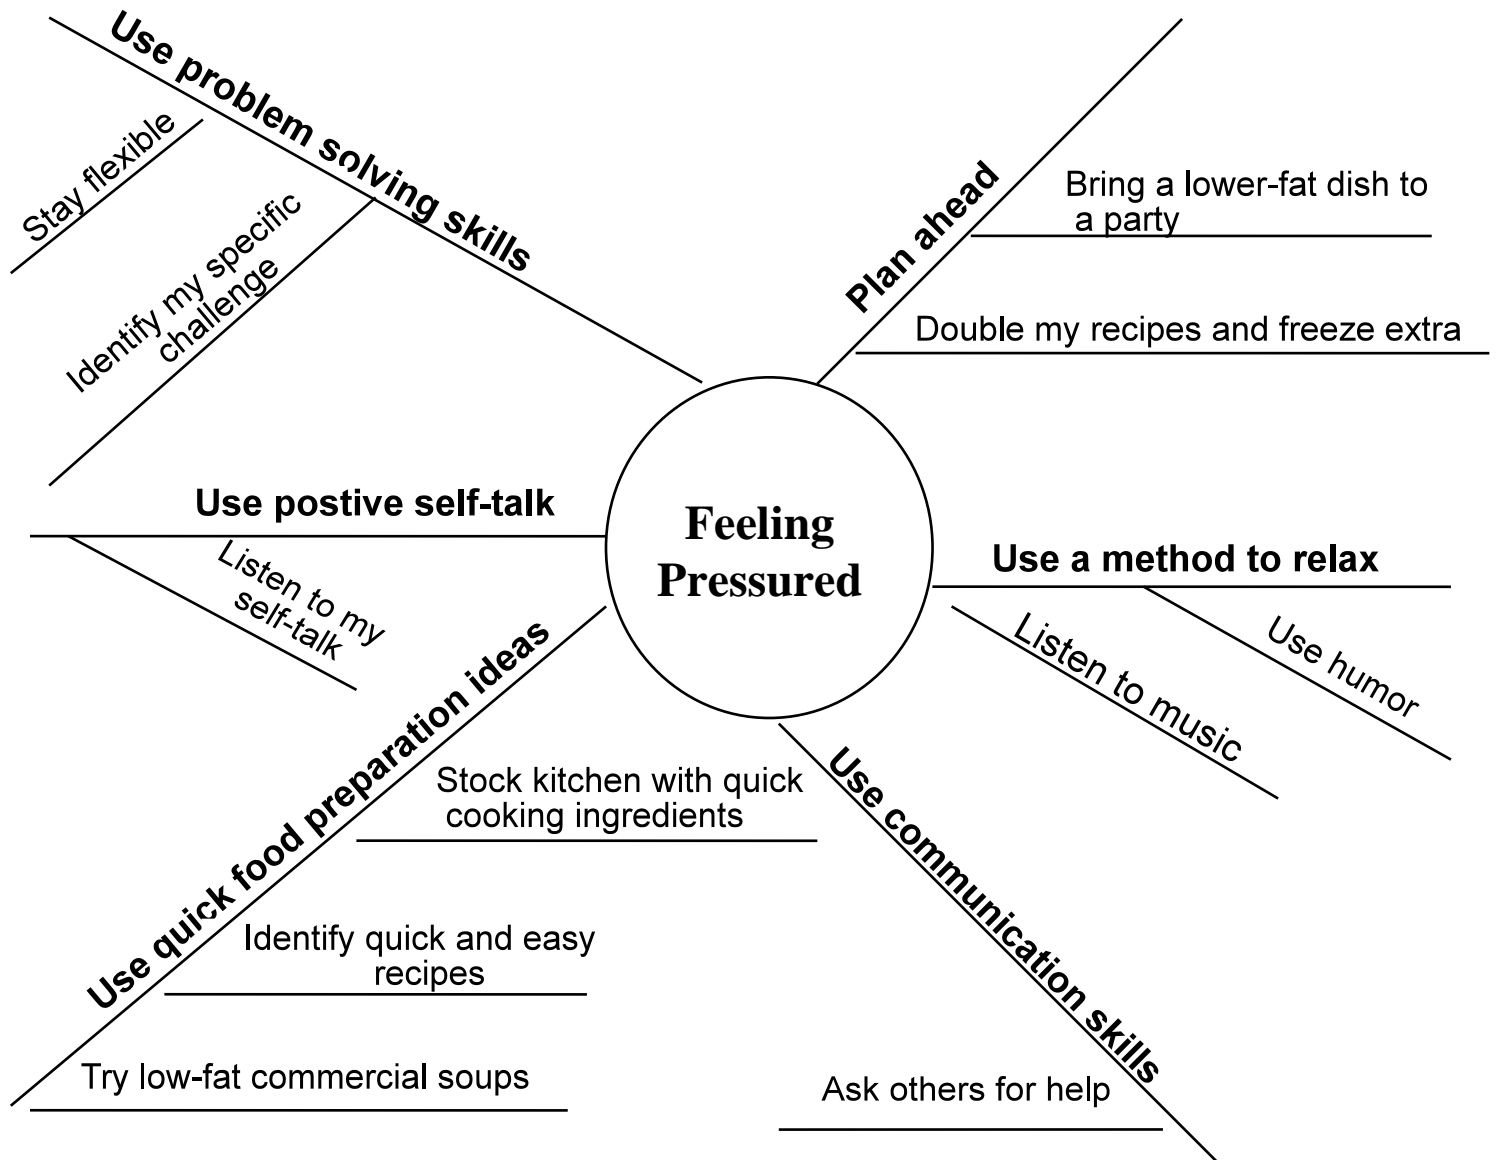 Use problem solving skills
Stay flexible
Identify my specific
challenge
Plan ahead
Bring a lower-fat dish to
a party
Double my recipes and freeze extra
Feeling
Pressured
Use postive self-talk
Listen to my
self-talk
Use a method to relax
Listen to music
Use humor
Use quick food preparation ideas
Stock kitchen with quick
cooking ingredients
Identify quick and easy
recipes
Try low-fat commercial soups
Use communication skills
Ask others for help